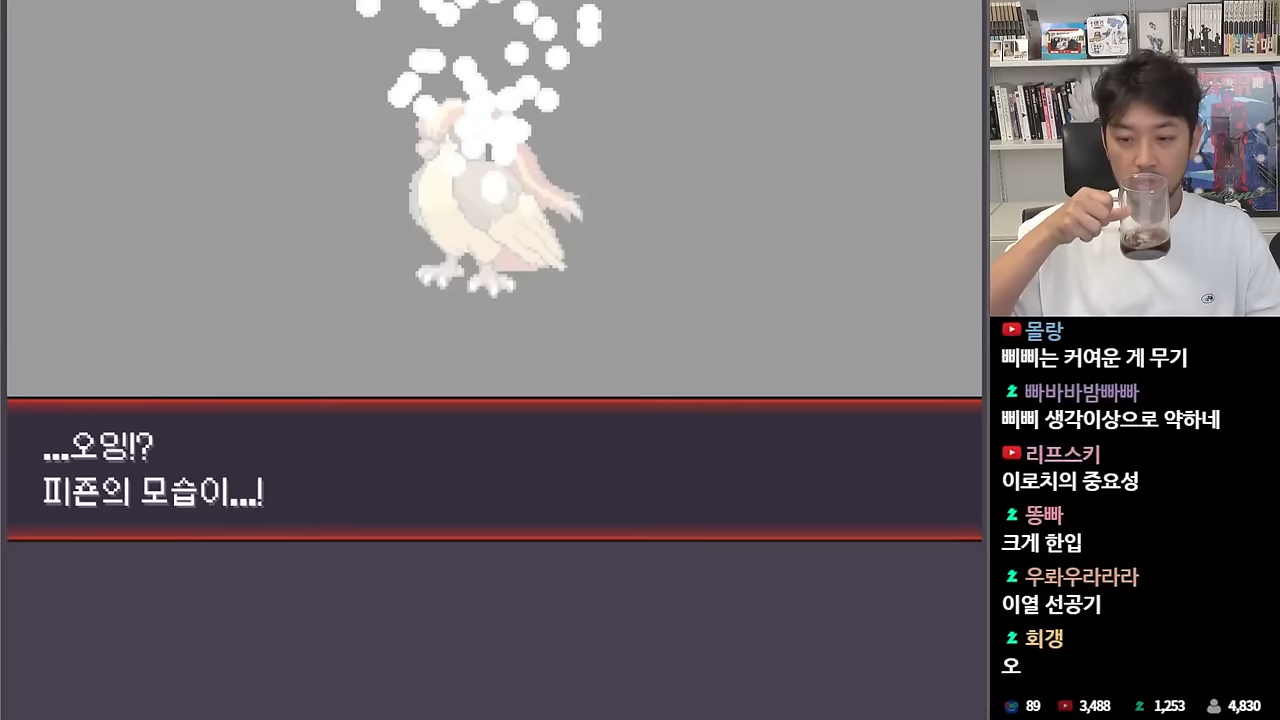 ...오잉!?
피죤의 모습이...!
몰랑
삐삐는 커여운 게 무기
빠바바밤빠빠
삐삐 생각이상으로 약하네
리프스키
이로치의 중요성
똥빠
크게 한입
우롸우라라라
이열 선공기
회갱
오
89 3,488 1,253 4,830